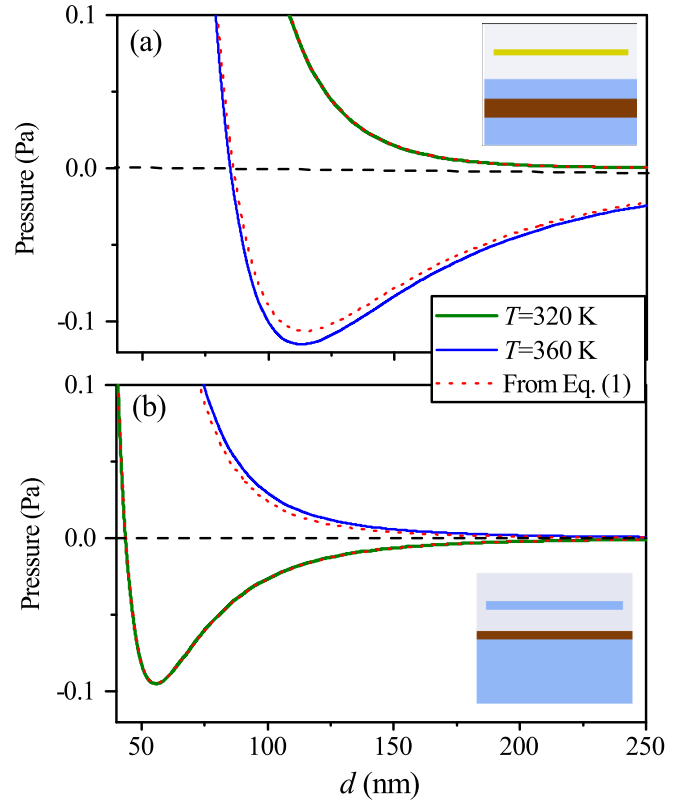 0.1
(a)
0.0
-0.1
Pressure (Pa)
T=320 K
T=360 K
From Eq. (1)
0.1
(b)
0.0
-0.1
Pressure (Pa)
50 100 150 200 250
d (nm)